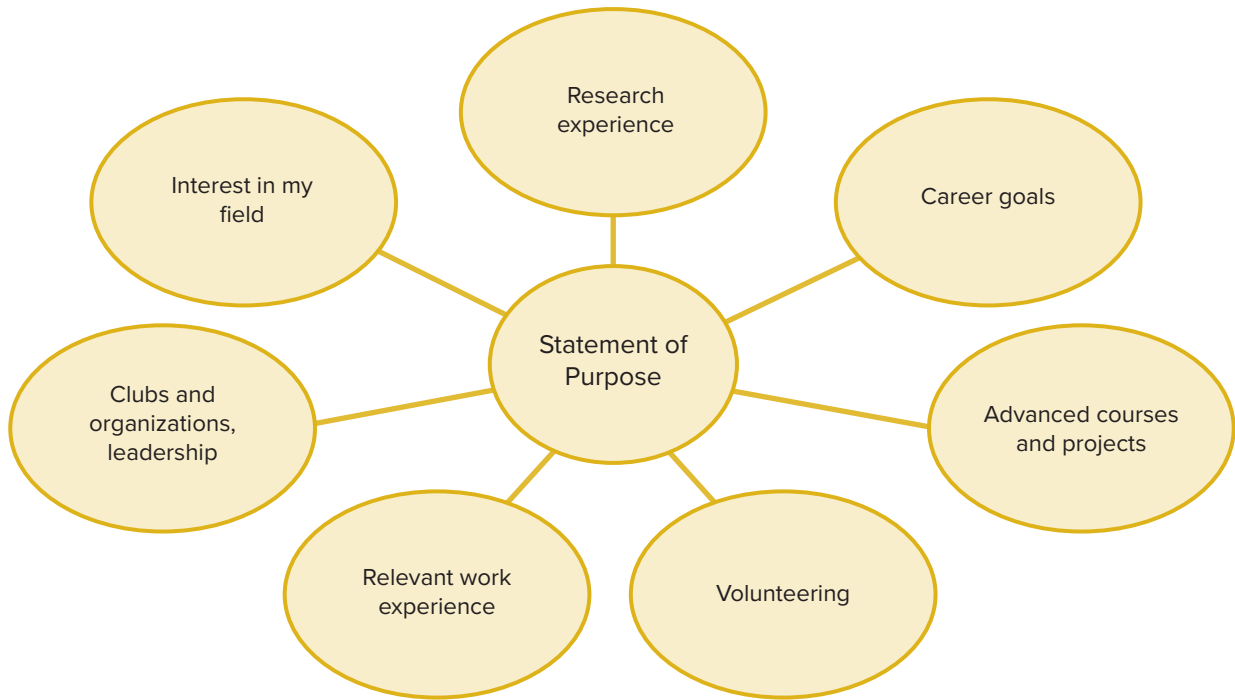 Research
experience
Interest in my
field
Career goals
Statement of
Purpose
Clubs and
organizations,
leadership
Advanced courses
and projects
Relevant work
experience
Volunteering